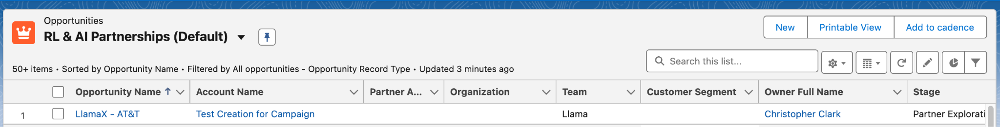 Opportunities
RL & AI Partnerships (Default)
New
Printable View
Add to cadence
50+ items • Sorted by Opportunity Name • Filtered by All opportunities - Opportunity Record Type • Updated 3 minutes ago
Search this list...
Opportunity Name
Account Name
Partner A...
Organization
Team
Customer Segment
Owner Full Name
Stage
1
LlamaX - AT&T
Test Creation for Campaign
Llama
Christopher Clark
Partner Explorati